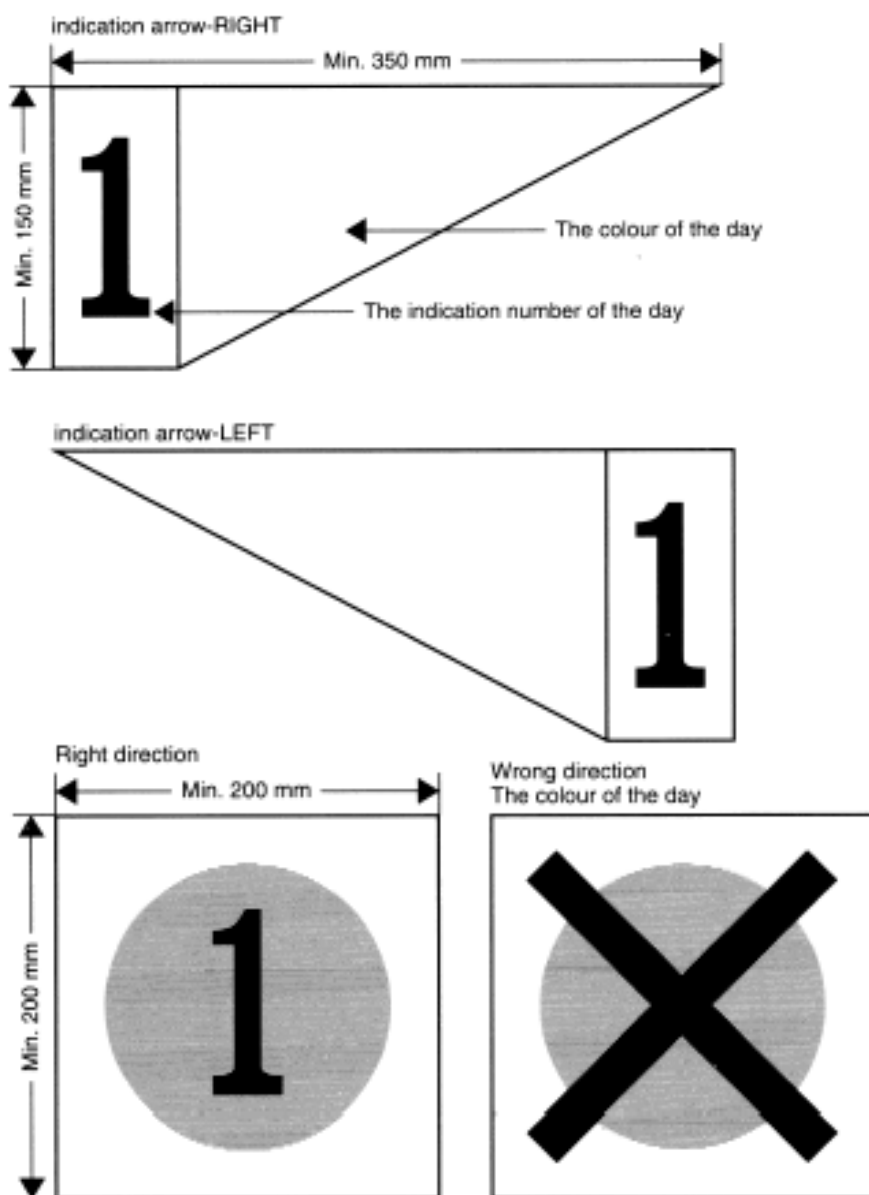 indication arrow-RIGHT
Min. 350 mm
1
Min. 150 mm
The colour of the day
The indication number of the day
indication arrow-LEFT
1
Right direction
Min. 200 mm
Wrong direction
The colour of the day
Min. 200 mm
1